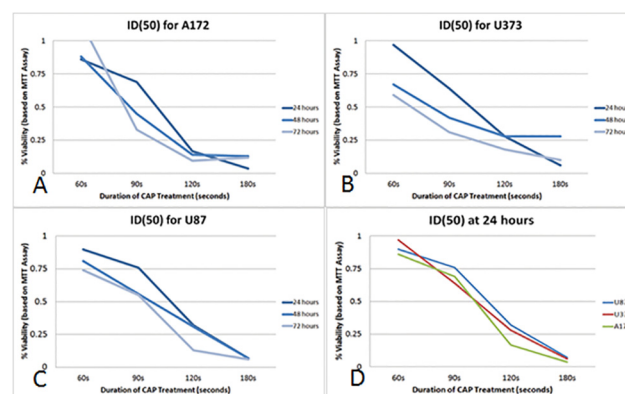 ID(50) for A172
% Viability (based on MTT Assay)
1
0.75
0.5
0.25
0
60s 90s 120s 180s
Duration of CAP Treatment (seconds)
24 hours
48 hours
72 hours
A
ID(50) for U373
% Viability (based on MTT Assay)
1
0.75
0.5
0.25
0
60s 90s 120s 180s
Duration of CAP Treatment (seconds)
24 hours
48 hours
72 hours
B
ID(50) for U87
% Viability (based on MTT Assay)
1
0.75
0.5
0.25
0
60s 90s 120s 180s
Duration of CAP Treatment (seconds)
24 hours
48 hours
72 hours
C
ID(50) at 24 hours
% Viability (based on MTT Assay)
1
0.75
0.5
0.25
0
60s 90s 120s 180s
Duration of CAP Treatment (seconds)
U87
U37
A17
D